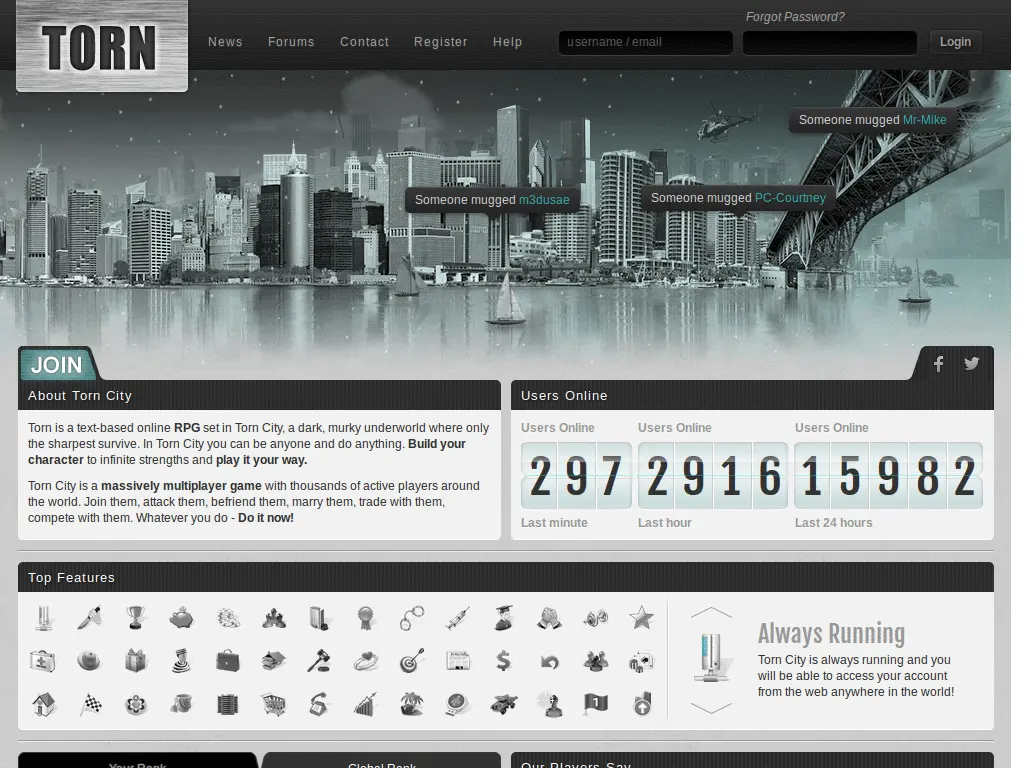 TORN
News
Forums
Contact
Register
Help
Forgot Password?
username / email
Login
Someone mugged Mr-Mike
Someone mugged m3dusae
Someone mugged PC-Courtney
JOIN
About Torn City
Torn is a text-based online RPG set in Torn City, a dark, murky underworld where only
the sharpest survive. In Torn City you can be anyone and do anything. Build your
character to infinite strengths and play it your way.
Torn City is a massively multiplayer game with thousands of active players around
the world. Join them, attack them, befriend them, marry them, trade with them,
compete with them. Whatever you do - Do it now!
Users Online
Users Online
Users Online
Users Online
297
2916
15982
Last minute
Last hour
Last 24 hours
Top Features
Always Running
Torn City is always running and you
will be able to access your account
from the web anywhere in the world!
Your Rank
Global Rank
Our Players Say